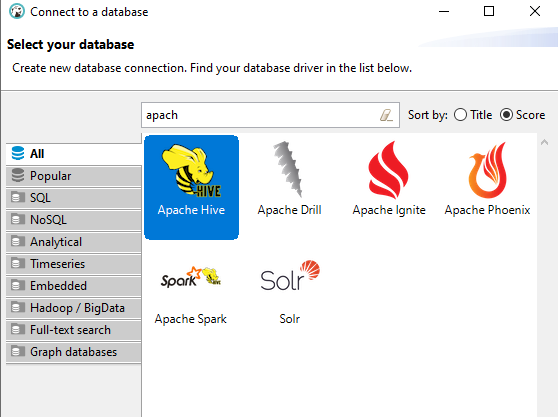 Connect to a database
Select your database
Create new database connection. Find your database driver in the list below.
apach
Sort by: Title Score
All
Popular
SQL
NoSQL
Analytical
Timeseries
Embedded
Hadoop / BigData
Full-text search
Graph databases
HIVE
Apache Hive
Apache Drill
Apache Ignite
Apache Phoenix
Spark HIVE
Apache Spark
Solr
Solr